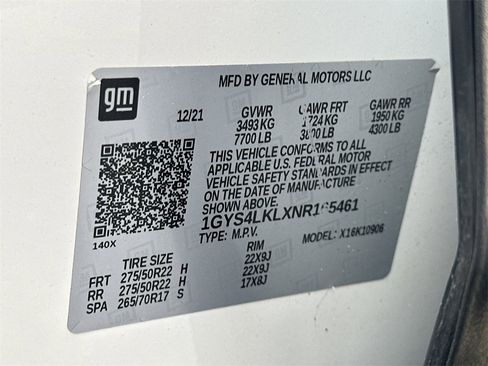 gm
MFD BY GENERAL MOTORS LLC
12/21 GVWR GAWR FRT GAWR RR
3493 KG 1724 KG 1950 KG
7700 LB 3800 LB 4300 LB
THIS VEHICLE CONFORMS TO ALL
APPLICABLE U.S. FEDERAL MOTOR
VEHICLE SAFETY STANDARDS IN EFFECT
ON THE DATE OF MANUFACTURE
SHOWN ABOVE.
1GYS4LKLXNR165461
140X
TYPE: M.P.V. MODEL: X16K10906
TIRE SIZE RIM
FRT 275/50R22 H 22X9J
RR 275/50R22 H 22X9J
SPA 265/70R17 S 17X8J